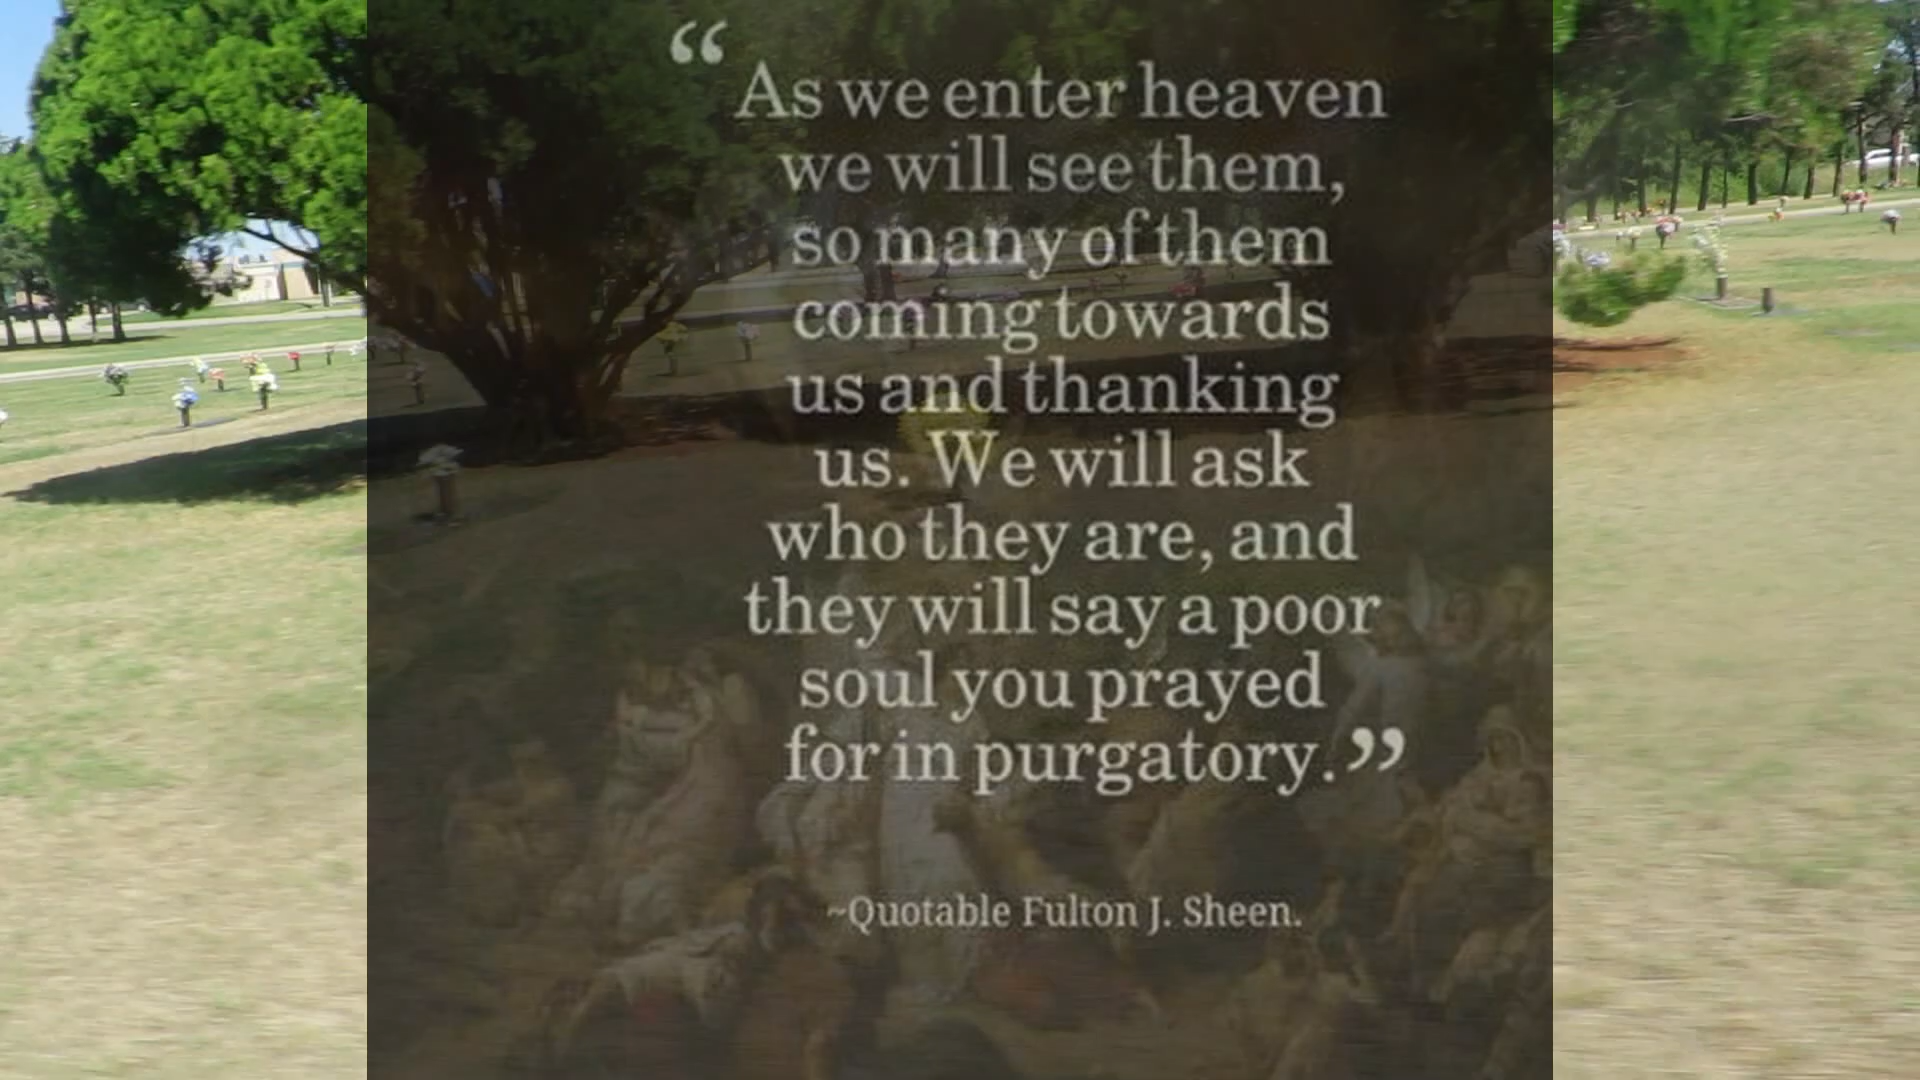 “
As we enter heaven
we will see them,
so many of them
coming towards
us and thanking
us. We will ask
who they are, and
they will say a poor
soul you prayed
for in purgatory.”
~Quotable Fulton J. Sheen.